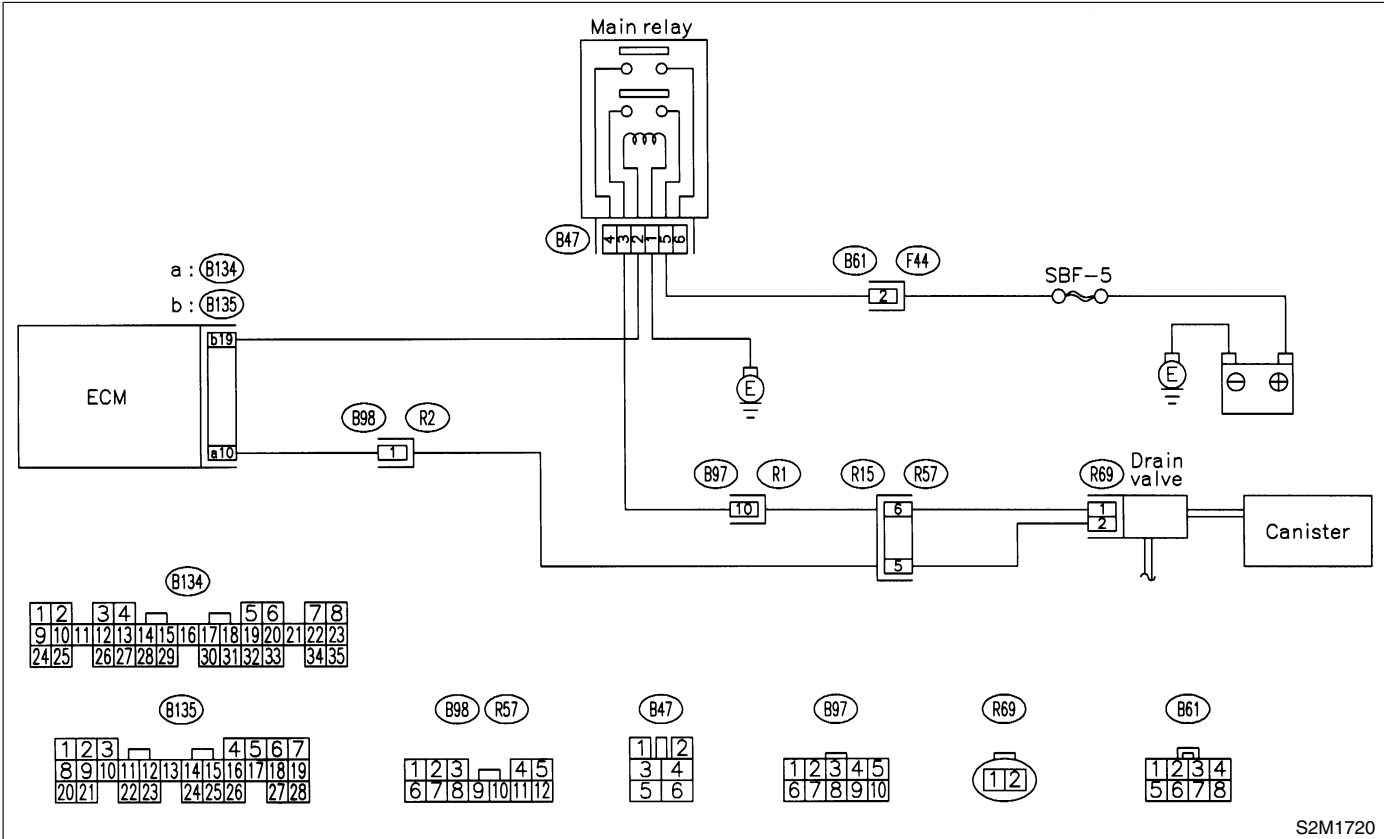 Main relay
4 3 2 1 5 6
B47
a : B134
b : B135
B61 F44
SBF-5
2
b19
ECM
E
E
⊖ ⊕
B98 R2
a10
1
B97 R1
R15 R57
R69
Drain
valve
10
6
1
2
Canister
5
B134
1 2 3 4 5 6 7 8
9 10 11 12 13 14 15 16 17 18 19 20 21 22 23
24 25 26 27 28 29 30 31 32 33 34 35
B135
1 2 3 4 5 6 7
8 9 10 11 12 13 14 15 16 17 18 19
20 21 22 23 24 25 26 27 28
B98 R57
1 2 3 4 5
6 7 8 9 10 11 12
B47
1 2
3 4
5 6
B97
1 2 3 4 5
6 7 8 9 10
R69
1 2
B61
1 2 3 4
5 6 7 8
S2M1720